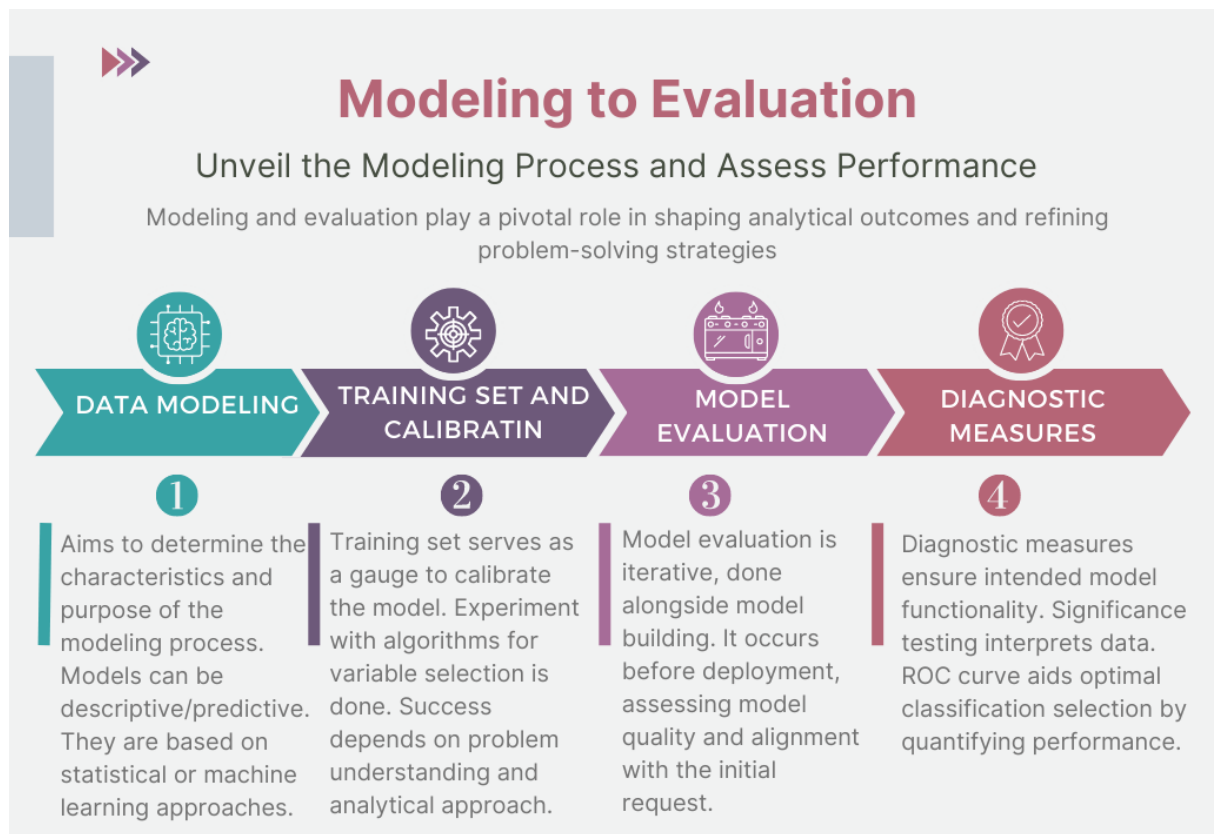 Modeling to Evaluation
Unveil the Modeling Process and Assess Performance
Modeling and evaluation play a pivotal role in shaping analytical outcomes and refining
problem-solving strategies
DATA MODELING
TRAINING SET AND
CALIBRATIN
MODEL
EVALUATION
DIAGNOSTIC
MEASURES
1
Aims to determine the
characteristics and
purpose of the
modeling process.
Models can be
descriptive/predictive.
They are based on
statistical or machine
learning approaches.
2
Training set serves as
a gauge to calibrate
the model. Experiment
with algorithms for
variable selection is
done. Success
depends on problem
understanding and
analytical approach.
3
Model evaluation is
iterative, done
alongside model
building. It occurs
before deployment,
assessing model
quality and alignment
with the initial
request.
4
Diagnostic measures
ensure intended model
functionality. Significance
testing interprets data.
ROC curve aids optimal
classification selection by
quantifying performance.